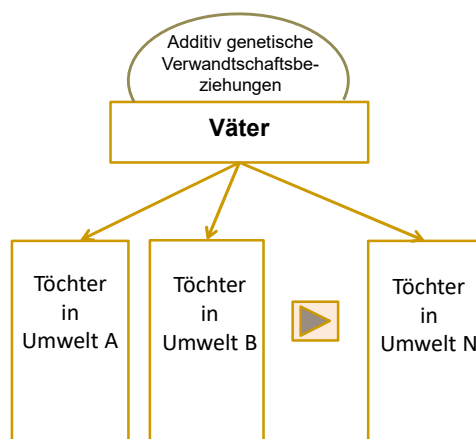 Additiv genetische
Verwandtschaftsbe-
ziehungen
Väter
Töchter
in
Umwelt A
Töchter
in
Umwelt B
Töchter
in
Umwelt N